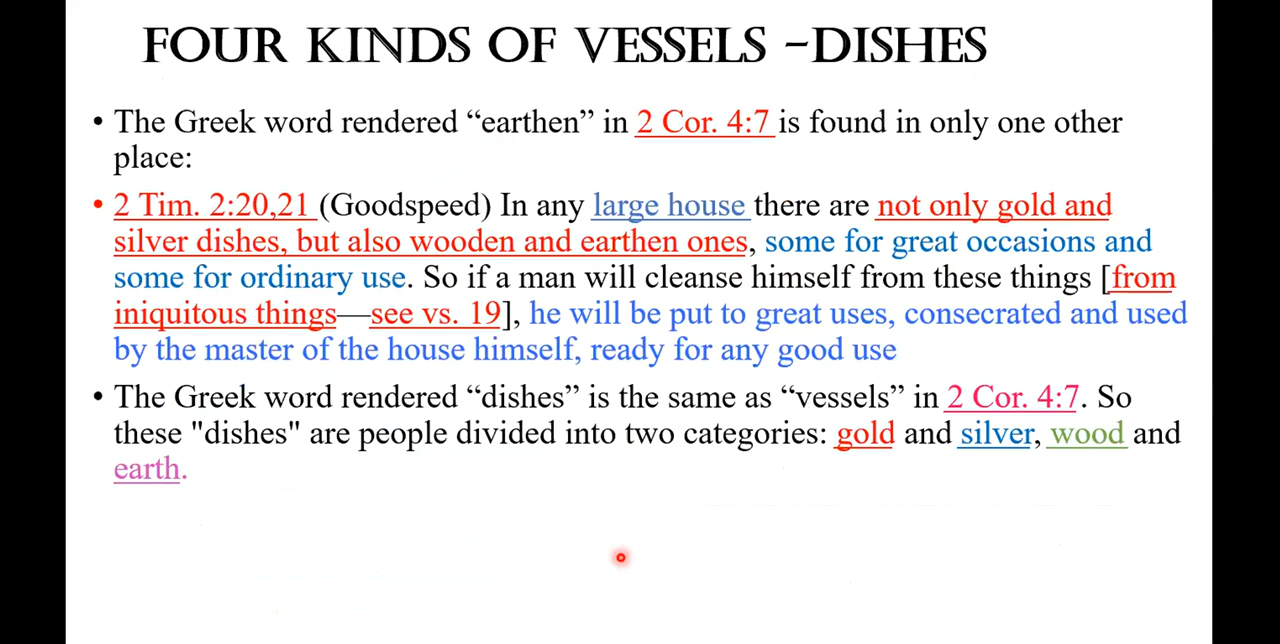 FOUR KINDS OF VESSELS –DISHES
• The Greek word rendered “earthen” in 2 Cor. 4:7 is found in only one other
place:
• 2 Tim. 2:20,21 (Goodspeed) In any large house there are not only gold and
silver dishes, but also wooden and earthen ones, some for great occasions and
some for ordinary use. So if a man will cleanse himself from these things [from
iniquitous things—see vs. 19], he will be put to great uses, consecrated and used
by the master of the house himself, ready for any good use
• The Greek word rendered “dishes” is the same as “vessels” in 2 Cor. 4:7. So
these "dishes" are people divided into two categories: gold and silver, wood and
earth.